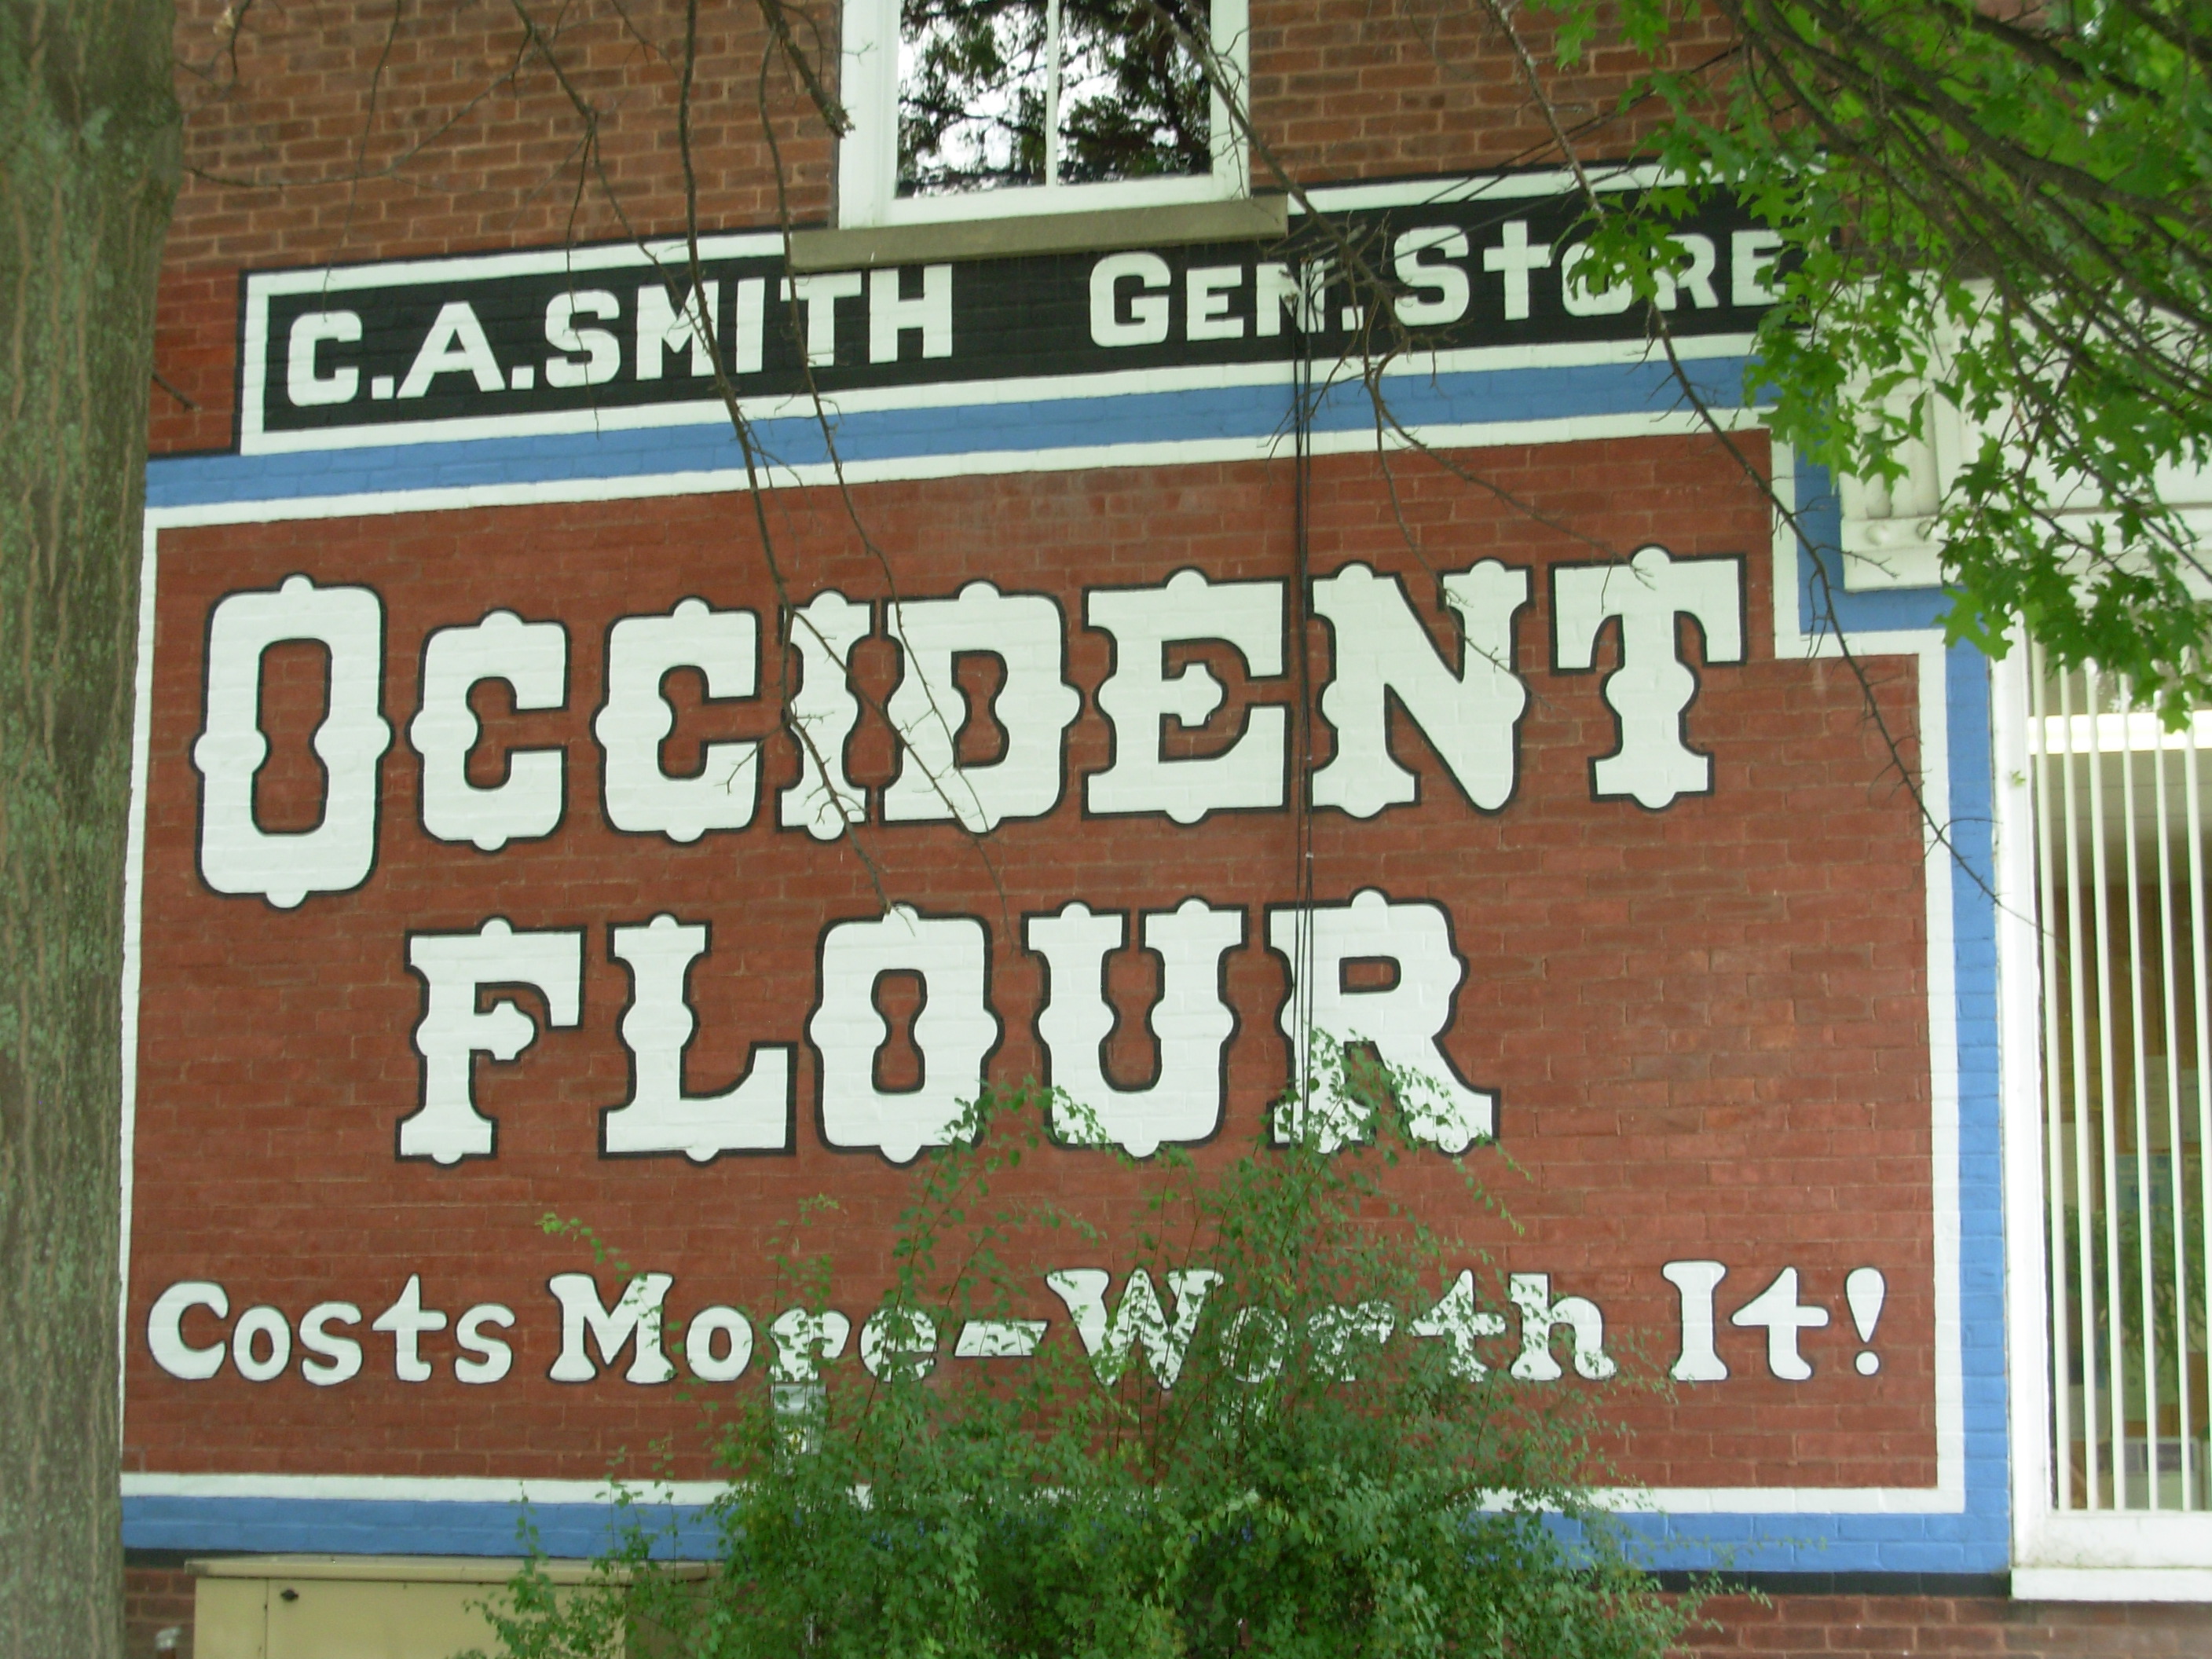 C.A.SMITH GEN. STORE
OCCIDENT
FLOUR
Costs More-Worth It!